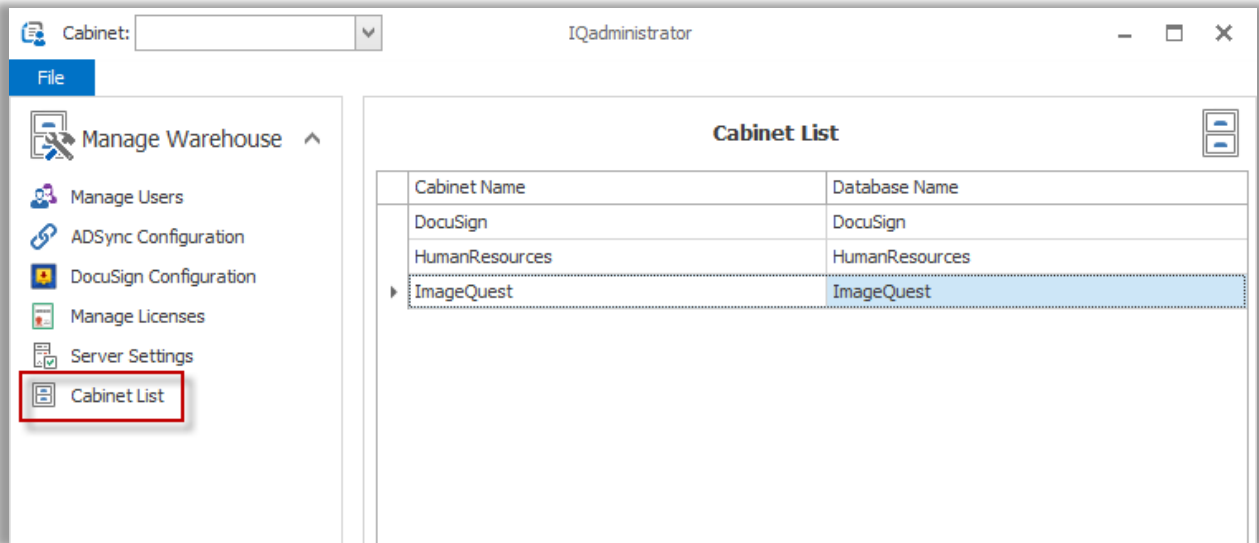 Cabinet:
IQadministrator
File
Manage Warehouse
Manage Users
ADSync Configuration
DocuSign Configuration
Manage Licenses
Server Settings
Cabinet List
Cabinet List
Cabinet Name Database Name
DocuSign DocuSign
HumanResources HumanResources
ImageQuest ImageQuest